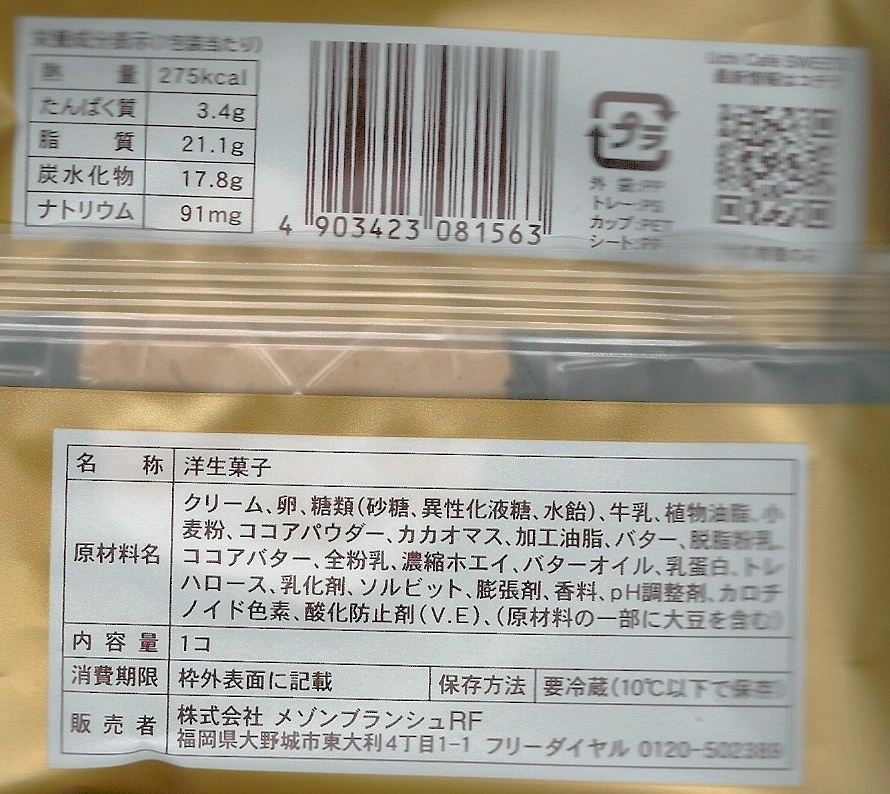 栄養成分表示(1包装当たり)
熱量 275kcal
たんぱく質 3.4g
脂質 21.1g
炭水化物 17.8g
ナトリウム 91mg
4 903423 081563
プラ
外袋:PP
トレー:PS
カップ:PET
シート:PP
Uchi Café SWEETS
最新情報はコチラ
名称 洋生菓子
原材料名 クリーム、卵、糖類(砂糖、異性化液糖、水飴)、牛乳、植物油脂、小
麦粉、ココアパウダー、カカオマス、加工油脂、バター、脱脂粉乳、
ココアバター、全粉乳、濃縮ホエイ、バターオイル、乳蛋白、トレ
ハロース、乳化剤、ソルビット、膨張剤、香料、pH調整剤、カロチ
ノイド色素、酸化防止剤(V.E)、(原材料の一部に大豆を含む)
内容量 1コ
消費期限 枠外表面に記載 保存方法 要冷蔵(10℃以下で保存)
販売者 株式会社 メゾンブランシュRF
福岡県大野城市東大利4丁目1-1 フリーダイヤル 0120-502389